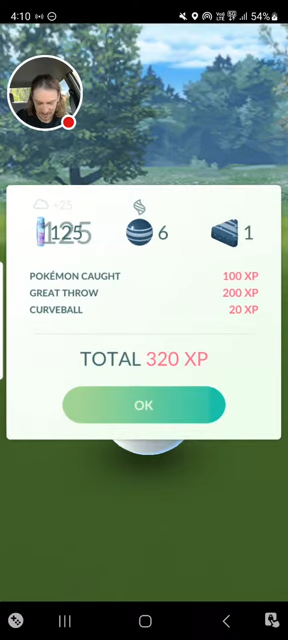 4:10
54%
+25
125
6
1
POKÉMON CAUGHT 100 XP
GREAT THROW 200 XP
CURVEBALL 20 XP
TOTAL 320 XP
OK